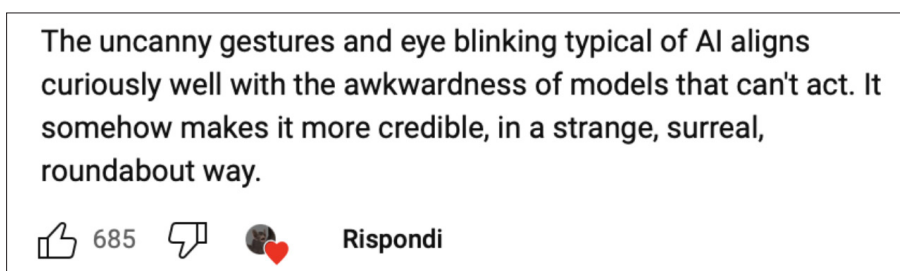 The uncanny gestures and eye blinking typical of AI aligns
curiously well with the awkwardness of models that can't act. It
somehow makes it more credible, in a strange, surreal,
roundabout way.
685 Rispondi